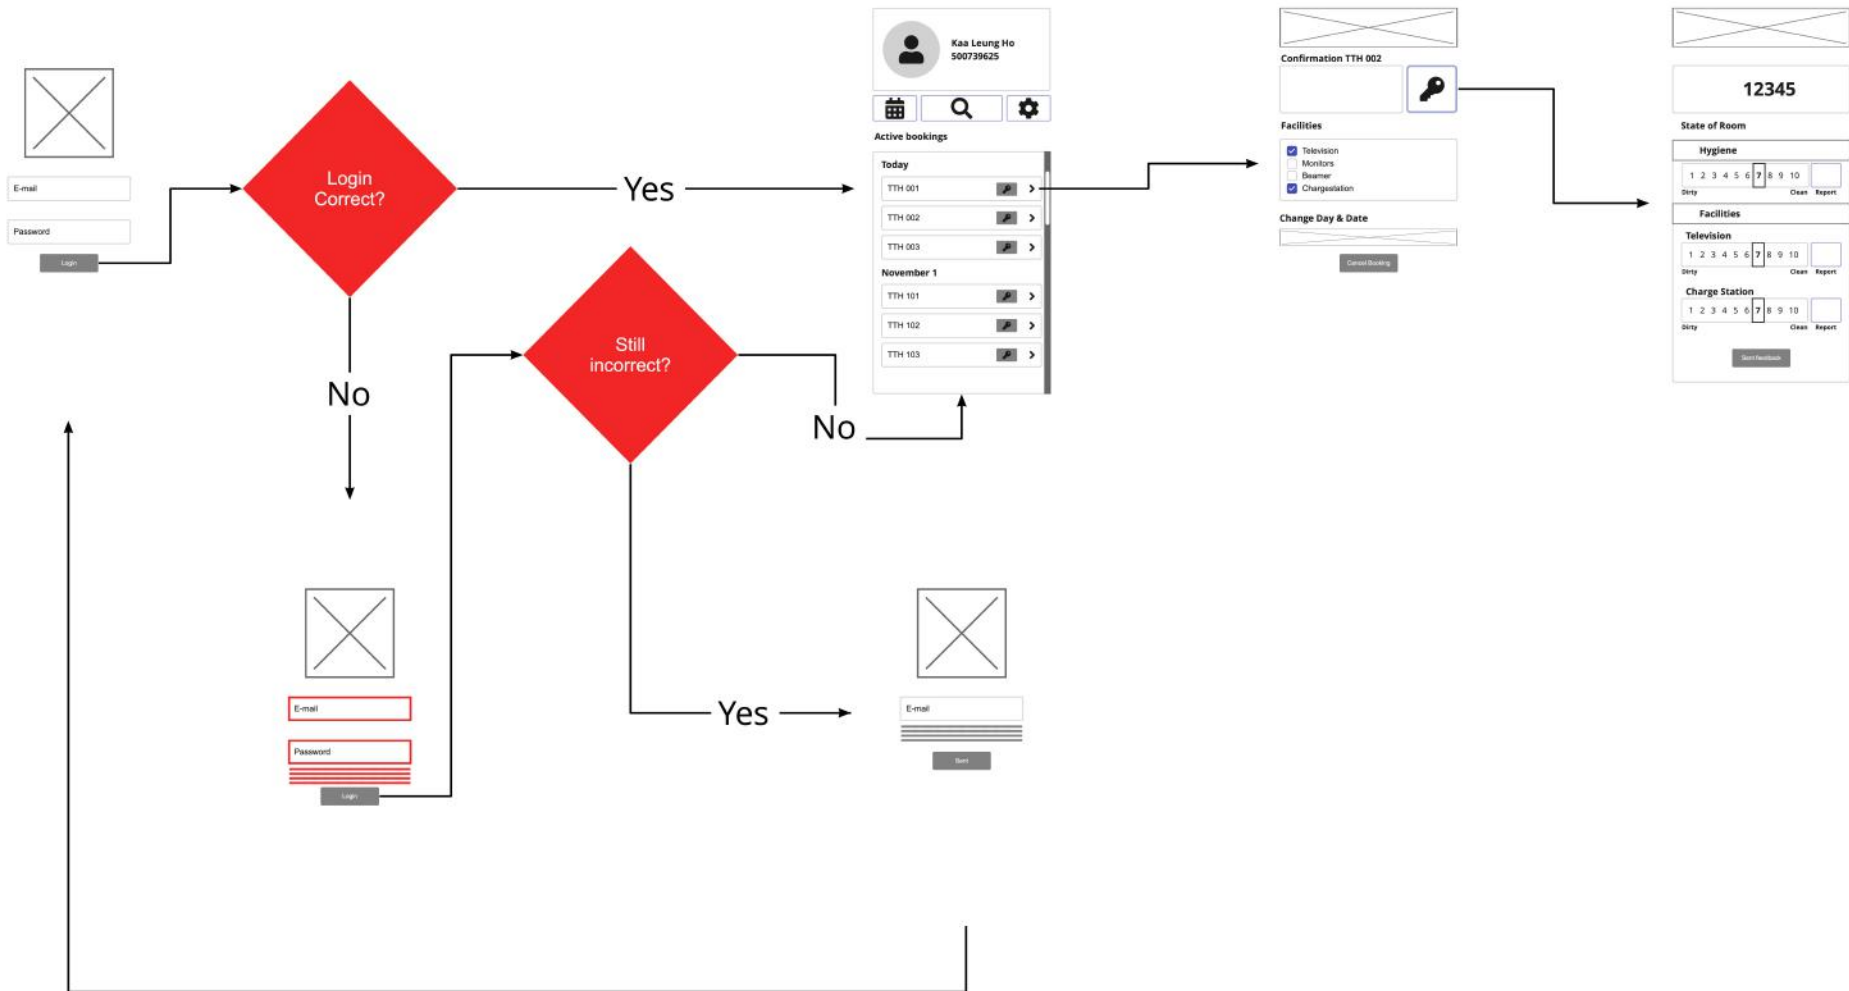 E-mail
Password
Login
Login
Correct?
Yes
No
Still
incorrect?
No
Yes
E-mail
Password
Login
E-mail
Sent
Kaa Leung Ho
500739625
Active bookings
Today
TTH 001
TTH 002
TTH 003
November 1
TTH 101
TTH 102
TTH 103
Confirmation TTH 002
Facilities
Television
Monitors
Beamer
Chargestation
Change Day & Date
Cancel Booking
12345
State of Room
Hygiene
1 2 3 4 5 6 7 8 9 10
Dirty Clean Report
Facilities
Television
1 2 3 4 5 6 7 8 9 10
Dirty Clean Report
Charge Station
1 2 3 4 5 6 7 8 9 10
Dirty Clean Report
Sent feedback